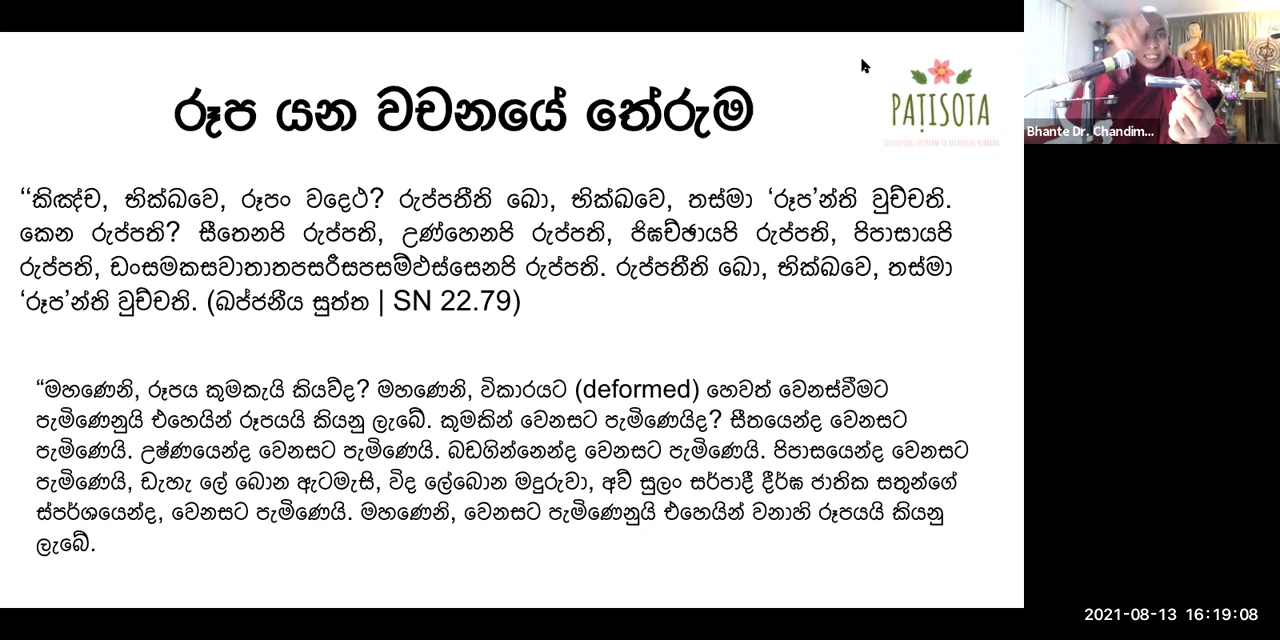 රූප යන වචනයේ තේරුම
PAṬISOTA
Bhante Dr. Chandim...
“කිඤ්ච, භික්ඛවෙ, රූපං වදෙථ? රුප්පතීති ඛො, භික්ඛවෙ, තස්මා ‘රූප’න්ති වුච්චති.
කෙන රුප්පති? සීතෙනපි රුප්පති, උණ්හෙනපි රුප්පති, ජිඝච්ඡායපි රුප්පති, පිපාසායපි
රුප්පති, ඩංසමකසවාතාතපසරීසපසම්ඵස්සෙනපි රුප්පති. රුප්පතීති ඛො, භික්ඛවෙ, තස්මා
‘රූප’න්ති වුච්චති. (ඛජ්ජනීය සුත්ත | SN 22.79)
“මහණෙනි, රූපය කුමකැයි කියව්ද? මහණෙනි, විකාරයට (deformed) හෙවත් වෙනස්වීමට
පැමිණෙනුයි එහෙයින් රූපයයි කියනු ලැබේ. කුමකින් වෙනසට පැමිණෙයිද? සීතයෙන්ද වෙනසට
පැමිණෙයි. උෂ්ණයෙන්ද වෙනසට පැමිණෙයි. බඩගින්නෙන්ද වෙනසට පැමිණෙයි. පිපාසයෙන්ද වෙනසට
පැමිණෙයි, ඩැහැ ලේ බොන ඇටමැසි, විද ලේබොන මදුරුවා, අව් සුලං සර්පාදී දීර්ඝ ජාතික සතුන්ගේ
ස්පර්ශයෙන්ද, වෙනසට පැමිණෙයි. මහණෙනි, වෙනසට පැමිණෙනුයි එහෙයින් වනාහි රූපයයි කියනු
ලැබේ.
2021-08-13 16:19:08